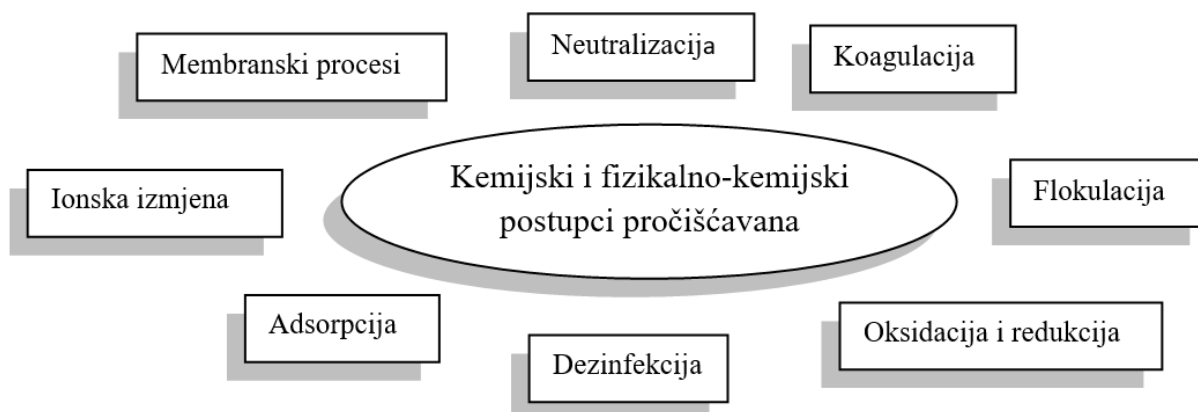 Membranski procesi
Neutralizacija
Koagulacija
Ionska izmjena
Kemijski i fizikalno-kemijski
postupci pročišćavana
Flokulacija
Adsorpcija
Dezinfekcija
Oksidacija i redukcija